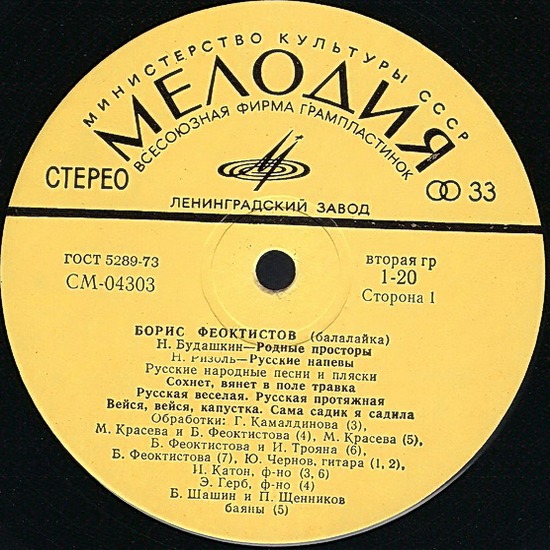 МИНИСТЕРСТВО КУЛЬТУРЫ СССР
МЕЛОДИЯ
ВСЕСОЮЗНАЯ ФИРМА ГРАМПЛАСТИНОК
СТЕРЕО
33
ЛЕНИНГРАДСКИЙ ЗАВОД
ГОСТ 5289-73
СМ-04303
вторая гр
1-20
Сторона 1
БОРИС ФЕОКТИСТОВ (балалайка)
Н. Будашкин—Родные просторы
Н. Ризоль—Русские напевы
Русские народные песни и пляски
Сохнет, вянет в поле травка
Русская веселая. Русская протяжная
Вейся, вейся, капустка. Сама садик я садила
Обработки: Г. Камалдинова (3),
М. Красева и Б. Феоктистова (4), М. Красева (5),
Б. Феоктистова и И. Трояна (6),
Б. Феоктистова (7), Ю. Чернов, гитара (1, 2),
И. Катон, ф-но (3, 6)
Э. Герб, ф-но (4)
Б. Шашин и П. Щенников
баяны (5)